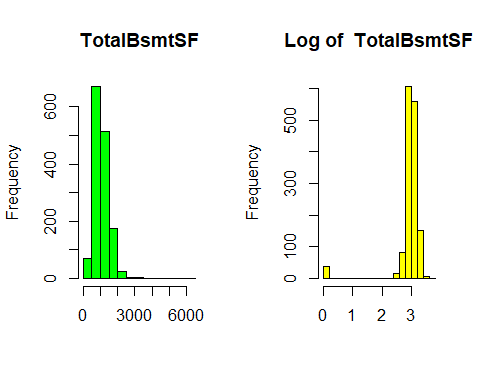 TotalBsmtSF
Frequency
0 200 400 600
0 3000 6000
Log of  TotalBsmtSF
Frequency
0 100 300 500
0 1 2 3